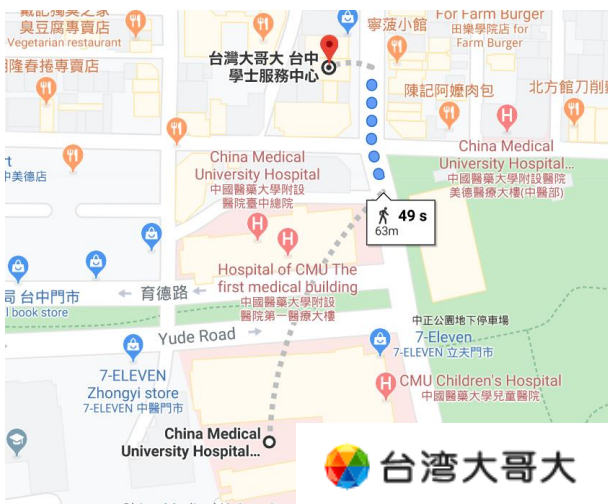 戴記獨臭之家
臭豆腐專賣店
Vegetarian restaurant
隆春捲專賣店
台灣大哥大 台中
學士服務中心
寧菠小館
For Farm Burger
田樂學院店 for
Farm Burger
陳記阿嬤肉包
北方館刀削
China Medical
University Hospital
中國醫藥大學附設
醫院臺中總院
China Medical
University Hospital...
中國醫藥大學附設醫院
美德醫療大樓(中醫部)
中美德店
49 s
63m
Hospital of CMU The
first medical building
中國醫藥大學附設
醫院第一醫療大樓
局 台中門市
l book store
← 育德路 ←
Yude Road →
中正公園地下停車場
7-Eleven
7-ELEVEN 立夫門市
7-ELEVEN
Zhongyi store
7-ELEVEN 中醫門市
CMU Children's Hospital
中國醫藥大學兒童醫院
China Medical
University Hospital...
台湾大哥大